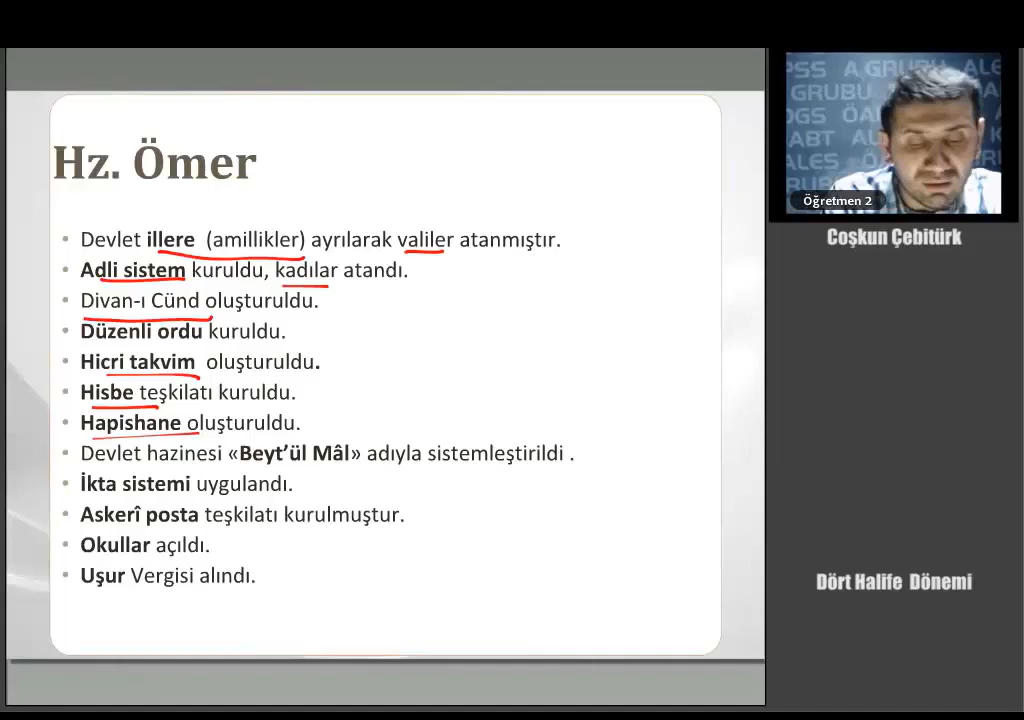 Hz. Ömer
• Devlet illere (amillikler) ayrılarak valiler atanmıştır.
• Adli sistem kuruldu, kadılar atandı.
• Divan-ı Cünd oluşturuldu.
• Düzenli ordu kuruldu.
• Hicri takvim oluşturuldu.
• Hisbe teşkilatı kuruldu.
• Hapishane oluşturuldu.
• Devlet hazinesi «Beyt’ül Mâl» adıyla sistemleştirildi .
• İkta sistemi uygulandı.
• Askerî posta teşkilatı kurulmuştur.
• Okullar açıldı.
• Uşur Vergisi alındı.
PSS A GRUBU ALE
GRUBU
DGS
ABT
ALES
Öğretmen 2
Coşkun Çebitürk
Dört Halife Dönemi